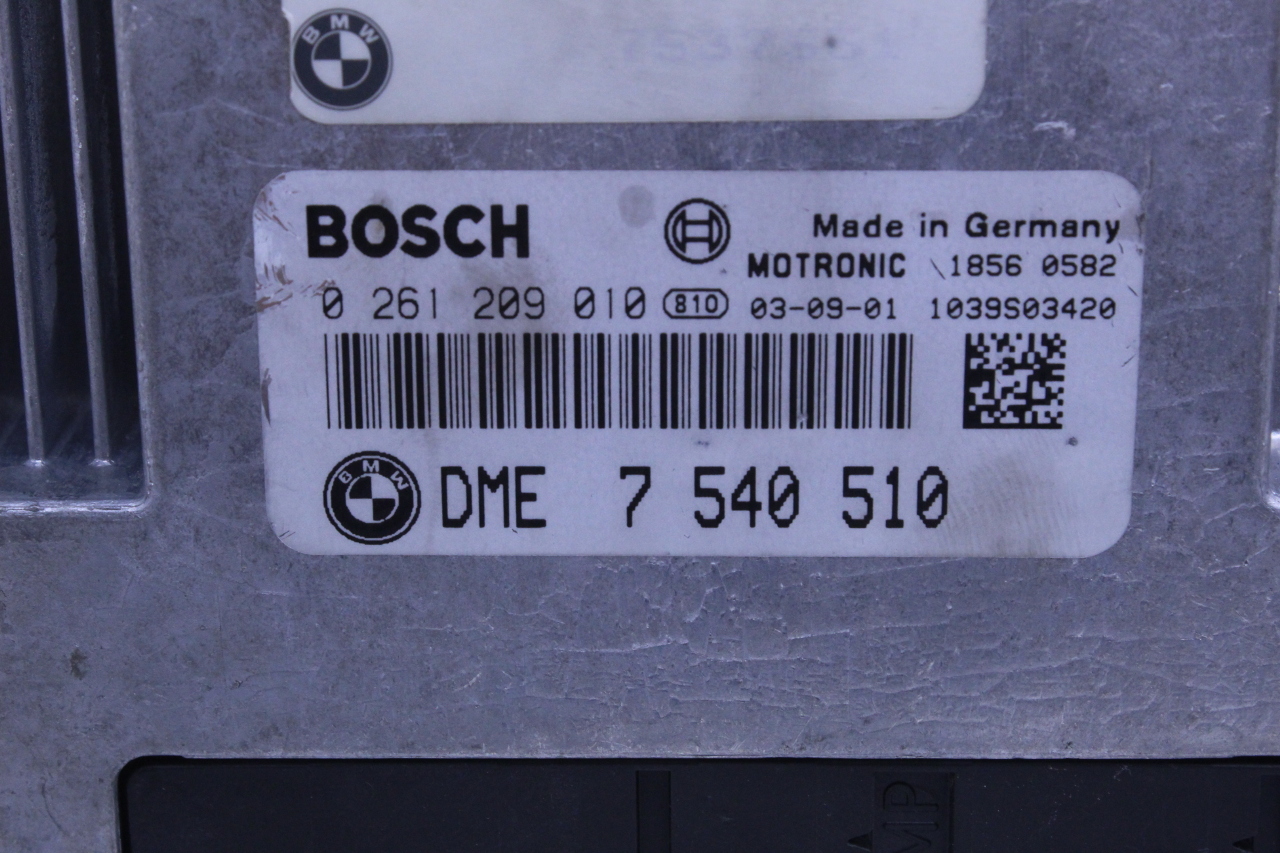 BMW
BOSCH
Made in Germany
MOTRONIC 1856 0582
0 261 209 010 810 03-09-01 1039S03420
BMW DME 7 540 510